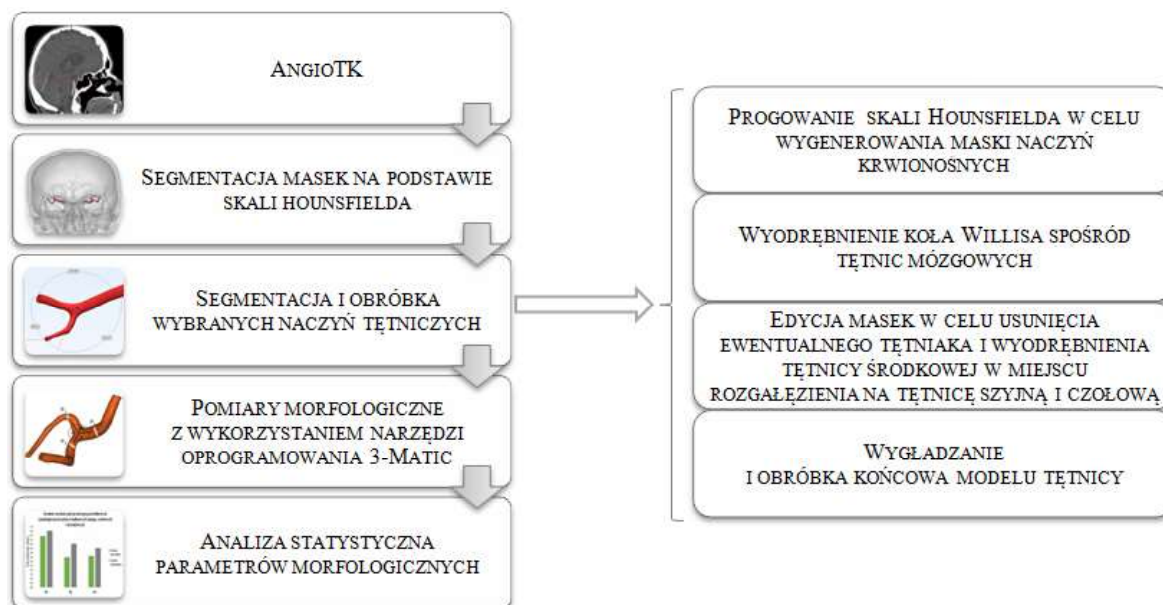 ANGIOTK
SEGMENTACJA MASEK NA PODSTAWIE
SKALI HOUNSFIELDA
SEGMENTACJA I OBRÓBKA
WYBRANYCH NACZYŃ TĘTNICZYCH
POMIARY MORFOLOGICZNE
Z WYKORZYSTANIEM NARZĘDZI
OPROGRAMOWANIA 3-MATIC
ANALIZA STATYSTYCZNA
PARAMETRÓW MORFOLOGICZNYCH
PROGOWANIE SKALI HOUNSFIELDA W CELU
WYGENEROWANIA MASKI NACZYŃ
KRWIONOŚNYCH
WYODRĘBNIENIE KOŁA WILLISA SPOŚRÓD
TĘTNIC MÓZGOWYCH
EDYCJA MASEK W CELU USUNIĘCIA
EWENTUALNEGO TĘTNIAKA I WYODRĘBNIENIA
TĘTNICY ŚRODKOWEJ W MIEJSCU
ROZGAŁĘZIENIA NA TĘTNICĘ SZYJNĄ I CZOŁOWĄ
WYGŁADZANIE
I OBRÓBKA KOŃCOWA MODELU TĘTNICY